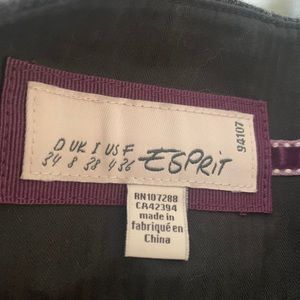 D UK I US F
34 8 38 4 36 ESPRIT
94107
RN107288
CA42394
made in
fabriqué en
China